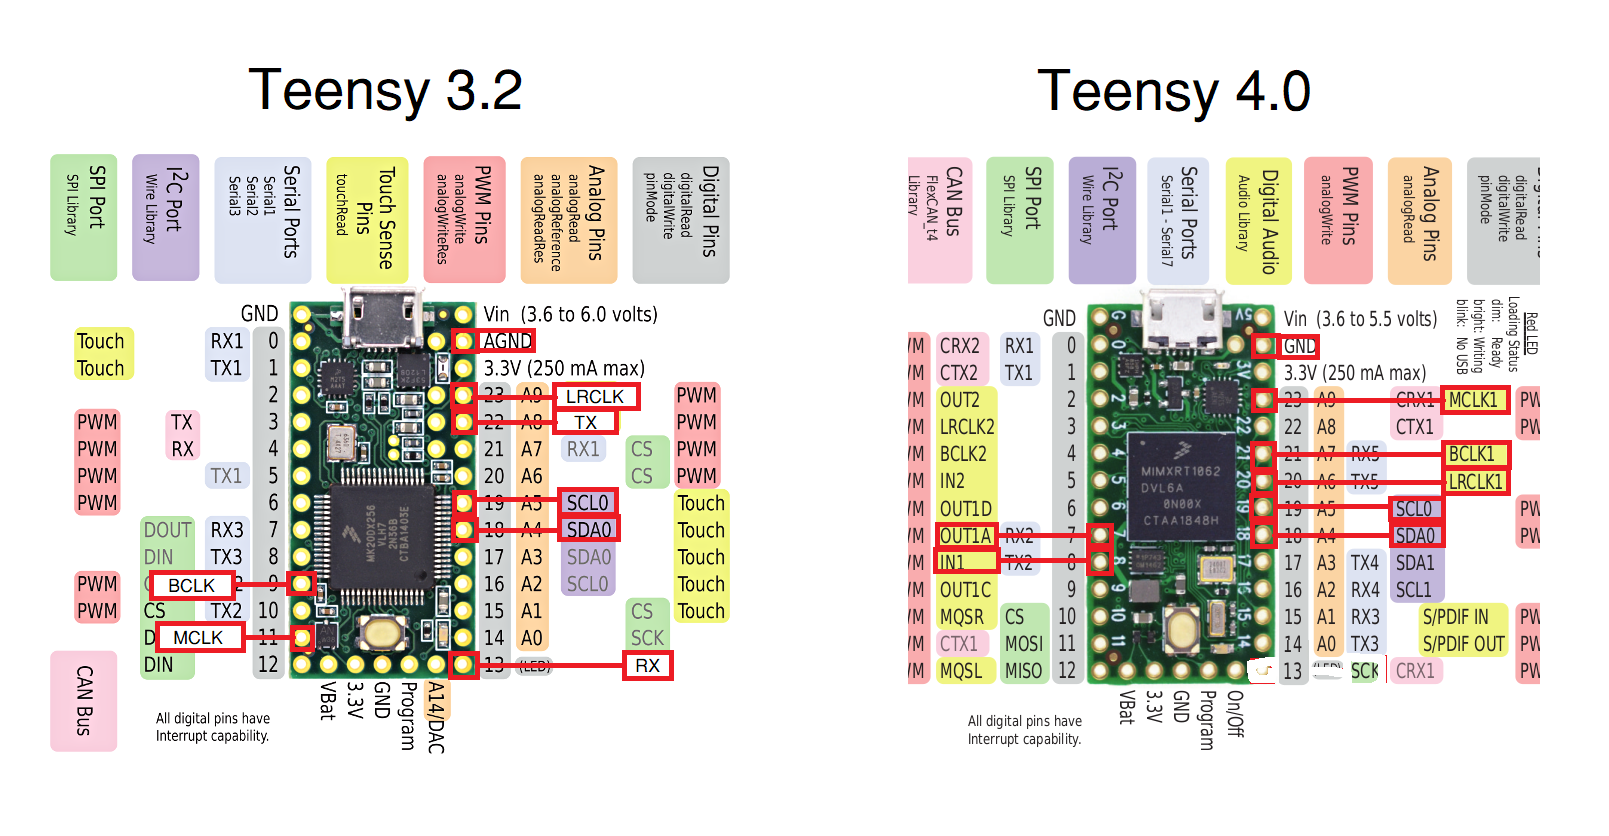 Teensy 3.2
Teensy 4.0
SPI Port
SPI Library
I²C Port
Wire Library
Serial Ports
Serial1
Serial2
Serial3
Touch Sense
Pins
touchRead
PWM Pins
analogWrite
analogWriteRes
Analog Pins
analogRead
analogReference
analogReadRes
Digital Pins
digitalRead
digitalWrite
pinMode
GND
Vin (3.6 to 6.0 volts)
Touch RX1 0 AGND
Touch TX1 1 3.3V (250 mA max)
2 23 A9 LRCLK PWM
PWM TX 3 22 A8 TX PWM
PWM RX 4 21 A7 RX1 CS PWM
PWM TX1 5 20 A6 CS PWM
PWM 6 19 A5 SCL0 Touch
DOUT RX3 7 18 A4 SDA0 Touch
DIN TX3 8 17 A3 SDA0 Touch
PWM BCLK 9 16 A2 SCL0 Touch
PWM CS TX2 10 15 A1 CS Touch
MCLK 11 14 A0 SCK
DIN 12 13 (LED) RX
MK20DX256
VLH7
2N36B
CTBA1403E
CAN Bus
VBat
3.3V
GND
Program
A14/DAC
All digital pins have
Interrupt capability.
CAN Bus
FlexCAN_t4
Library
SPI Port
SPI Library
I²C Port
Wire Library
Serial Ports
Serial1 - Serial7
Digital Audio
Audio Library
PWM Pins
analogWrite
Analog Pins
analogRead
digitalRead
digitalWrite
pinMode
Red LED
Loading Status
dim: Ready
bright: Writing
blink: No USB
GND G 5V Vin (3.6 to 5.5 volts)
CRX2 RX1 0 GND
CTX2 TX1 1 3.3V (250 mA max)
OUT2 2 23 A9 CRX1 MCLK1
LRCLK2 3 22 A8 CTX1
BCLK2 4 21 A7 RX5 BCLK1
IN2 5 20 A6 TX5 LRCLK1
OUT1D 6 19 A5 SCL0
OUT1A RX2 7 18 A4 SDA0
IN1 TX2 8 17 A3 TX4 SDA1
OUT1C 9 16 A2 RX4 SCL1
MQSR CS 10 15 A1 RX3 S/PDIF IN
CTX1 MOSI 11 14 A0 TX3 S/PDIF OUT
MQSL MISO 12 13 SCK CRX1
MIMXRT1062
DVL6A
0N00X
CTAA1848H
VBat
3.3V
GND
Program
On/Off
All digital pins have
Interrupt capability.